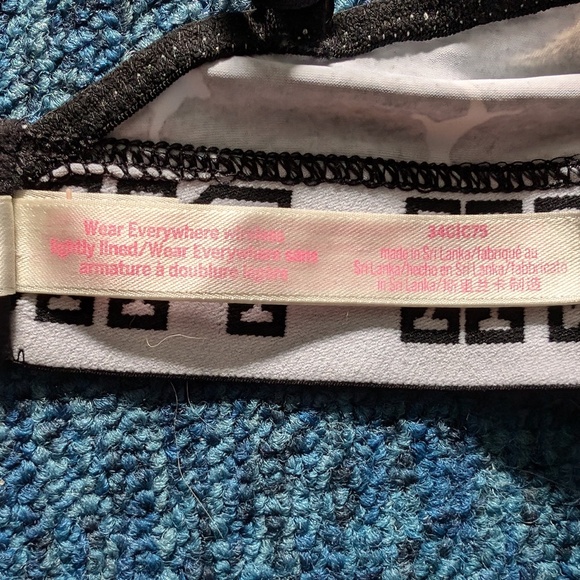 Wear Everywhere wireless
lightly lined/Wear Everywhere sans
armature à doublure légère
34C|C75
made in Sri Lanka/fabriqué au
Sri Lanka/hecho en Sri Lanka/fabricato
in Sri Lanka/斯里兰卡制造